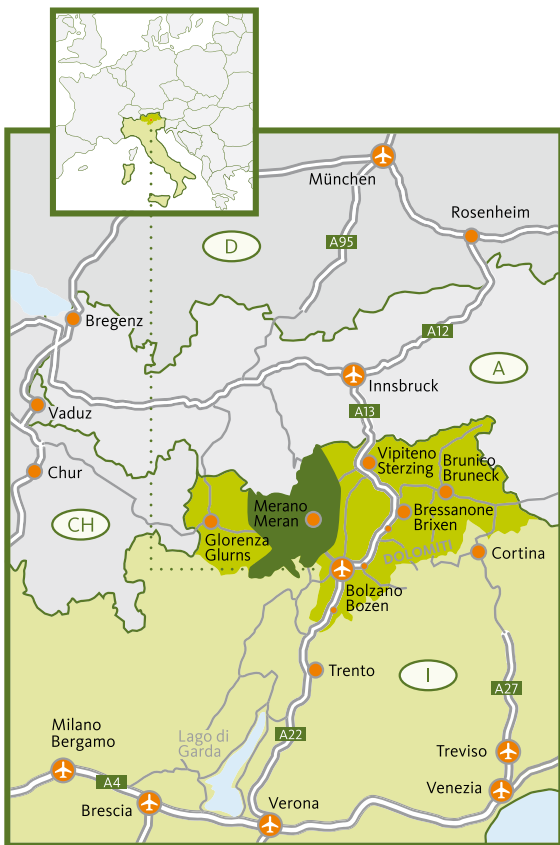 München
Rosenheim
D
A95
Bregenz
A12
A
Innsbruck
A13
Vaduz
Chur
CH
Vipiteno
Sterzing
Brunico
Bruneck
Merano
Meran
Bressanone
Brixen
Glorenza
Glurns
DOLOMITI
Cortina
Bolzano
Bozen
Trento
I
A27
Milano
Bergamo
Lago di
Garda
A22
Treviso
A4
Venezia
Brescia
Verona